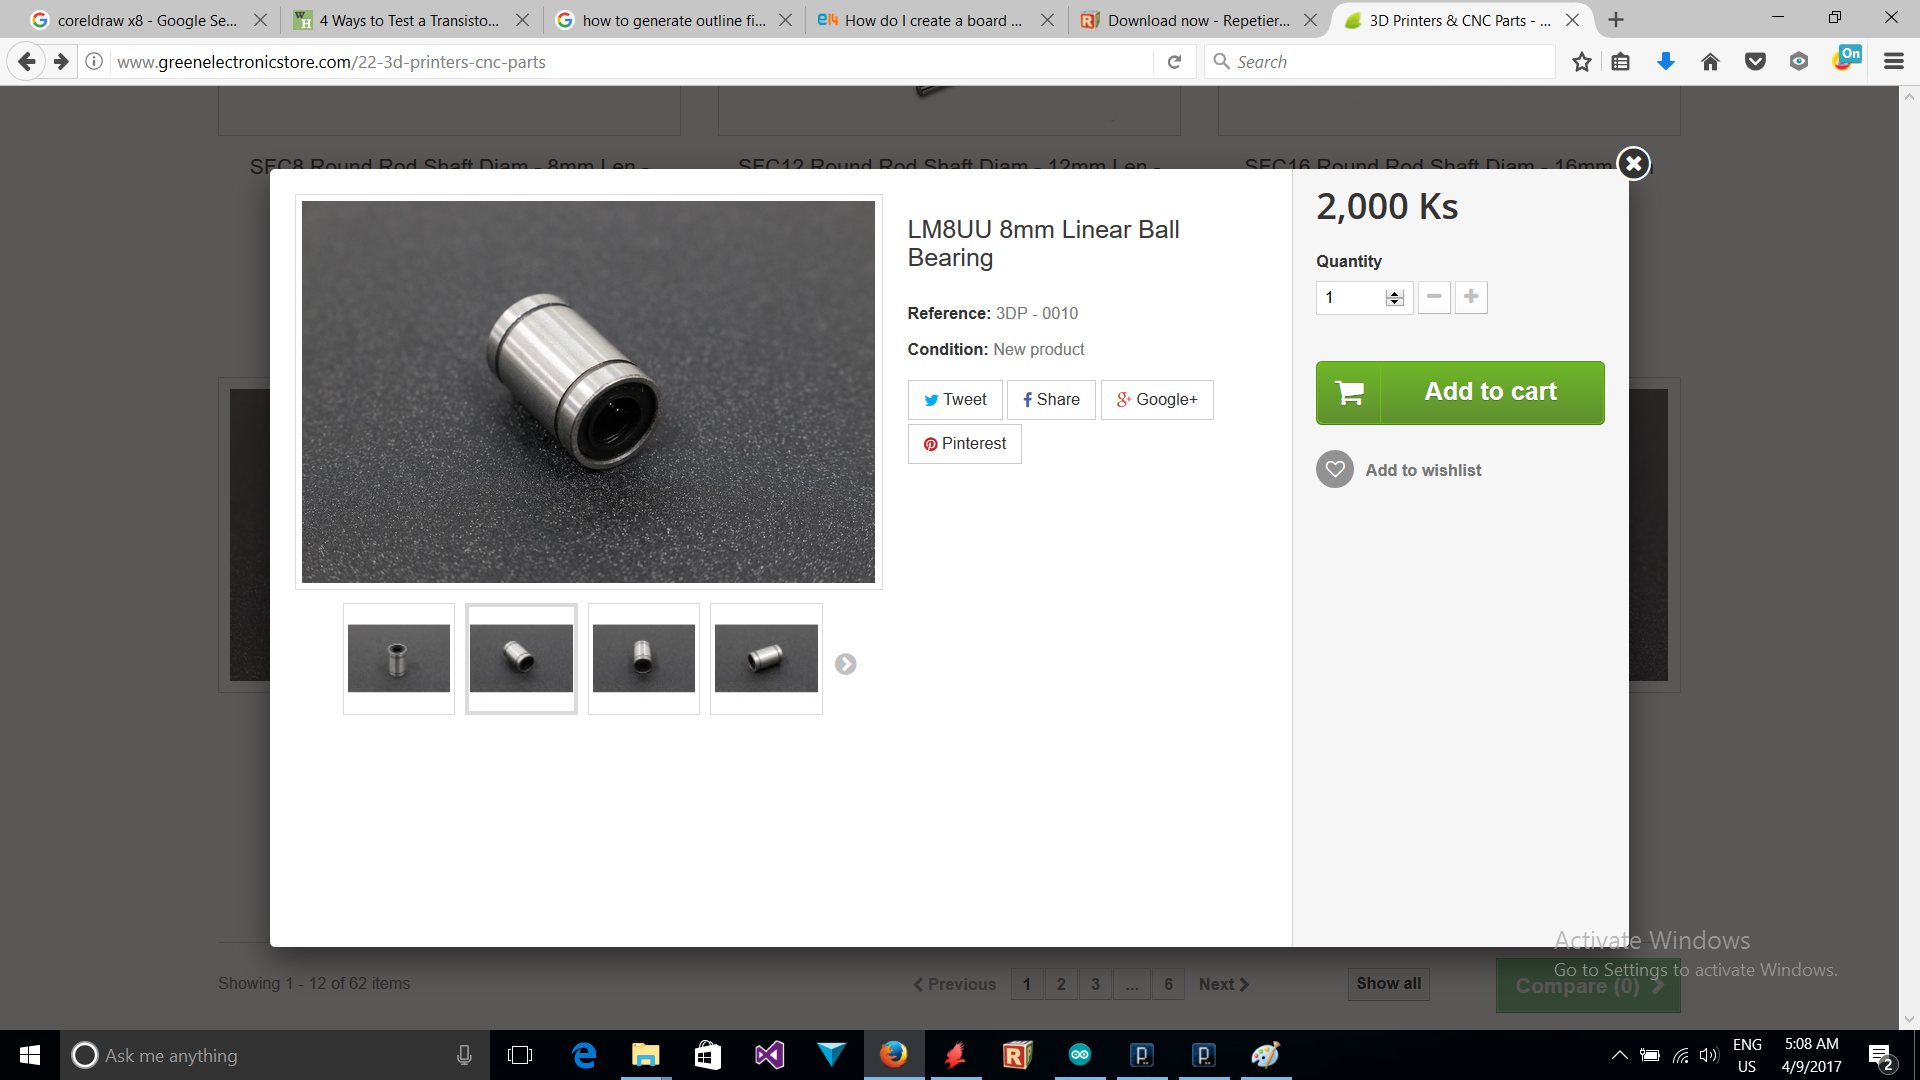 coreldraw x8 - Google Se...
4 Ways to Test a Transisto...
how to generate outline fi...
How do I create a board ...
Download now - Repetier...
3D Printers & CNC Parts - ...
www.greenelectronicstore.com/22-3d-printers-cnc-parts
Search
On
SFC8 Round Rod Shaft Diam - 8mm Len -
SFC12 Round Rod Shaft Diam - 12mm Len -
SFC16 Round Rod Shaft Diam - 16mm
LM8UU 8mm Linear Ball
Bearing
Reference: 3DP - 0010
Condition: New product
Tweet
Share
Google+
Pinterest
2,000 Ks
Quantity
1
Add to cart
Add to wishlist
Activate Windows
Go to Settings to activate Windows.
Showing 1 - 12 of 62 items
Previous 1 2 3 ... 6 Next
Show all
Compare (0)
Ask me anything
ENG
US
5:08 AM
4/9/2017
2